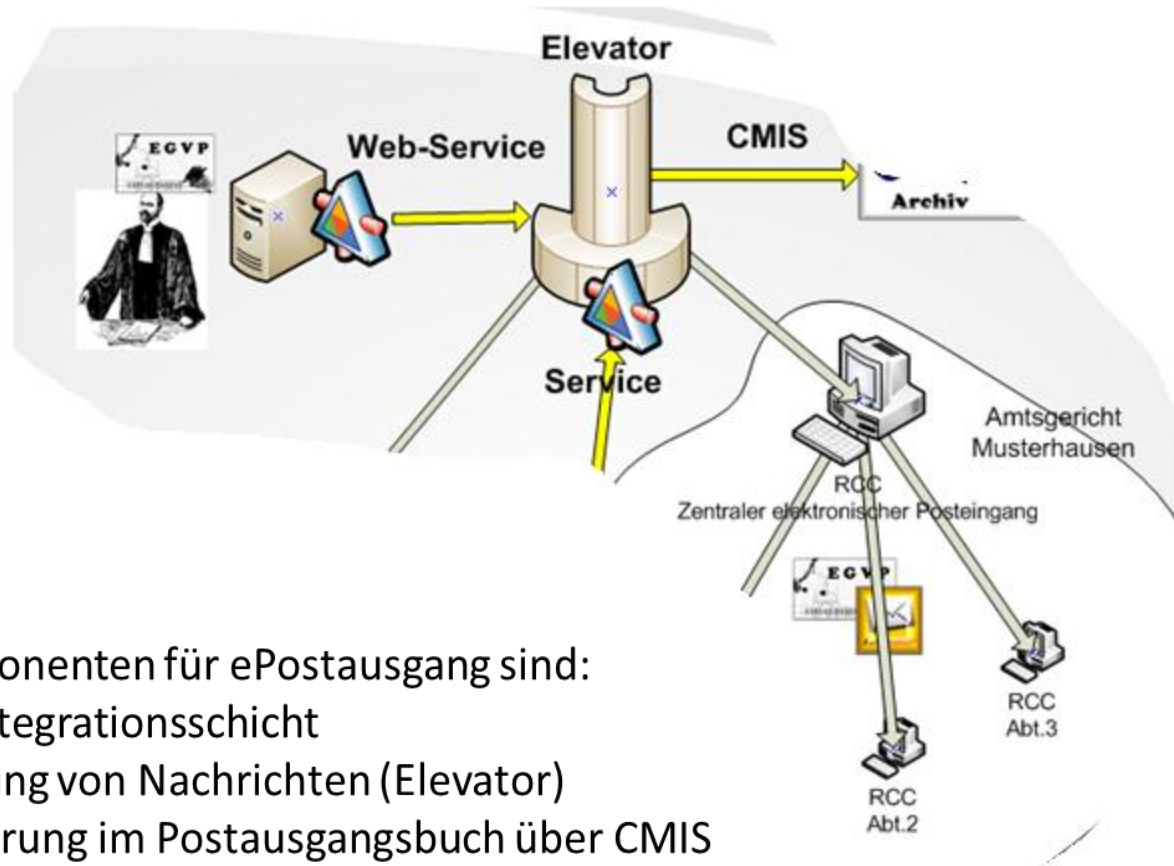 Elevator
EGVP
Web-Service
CMIS
Archiv
Service
Amtsgericht
Musterhausen
RCC
Zentraler elektronischer Posteingang
EGVP
RCC
Abt.3
RCC
Abt.2
onenten für ePostausgang sind:
tegrationsschicht
ung von Nachrichten (Elevator)
rung im Postausgangsbuch über CMIS